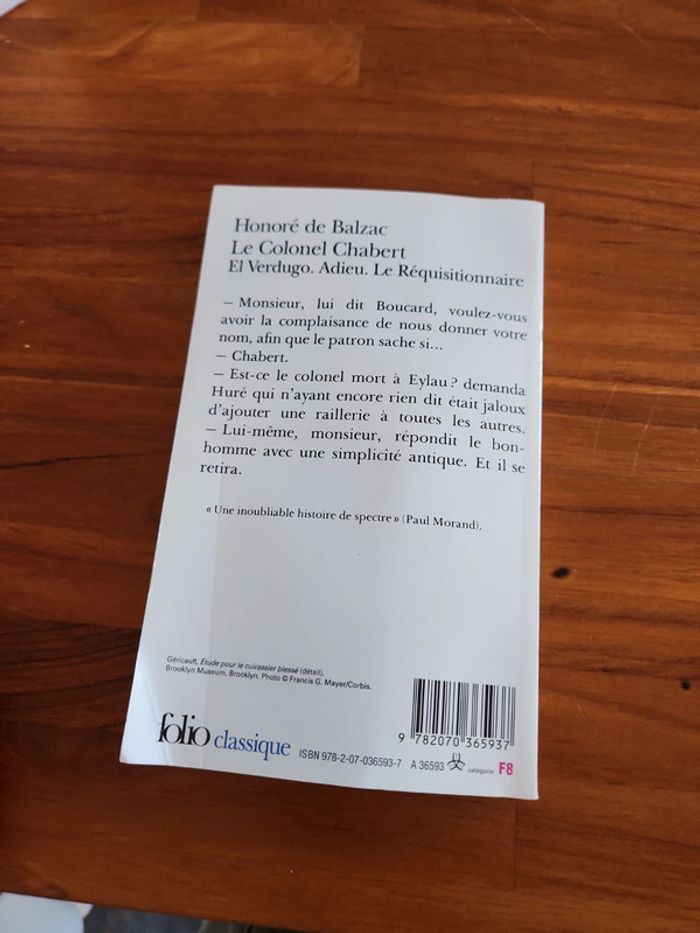 Honoré de Balzac
Le Colonel Chabert
El Verdugo. Adieu. Le Réquisitionnaire
– Monsieur, lui dit Boucard, voulez-vous
avoir la complaisance de nous donner votre
nom, afin que le patron sache si...
– Chabert.
– Est-ce le colonel mort à Eylau ? demanda
Huré qui n'ayant encore rien dit était jaloux
d'ajouter une raillerie à toutes les autres.
– Lui-même, monsieur, répondit le bon-
homme avec une simplicité antique. Et il se
retira.
« Une inoubliable histoire de spectre » (Paul Morand).
Géricault, Étude pour le cuirassier blessé (détail).
Brooklyn Museum, Brooklyn. Photo © Francis G. Mayer/Corbis.
9 782070 365937
folio classique ISBN 978-2-07-036593-7 A 36593 catégorie F8